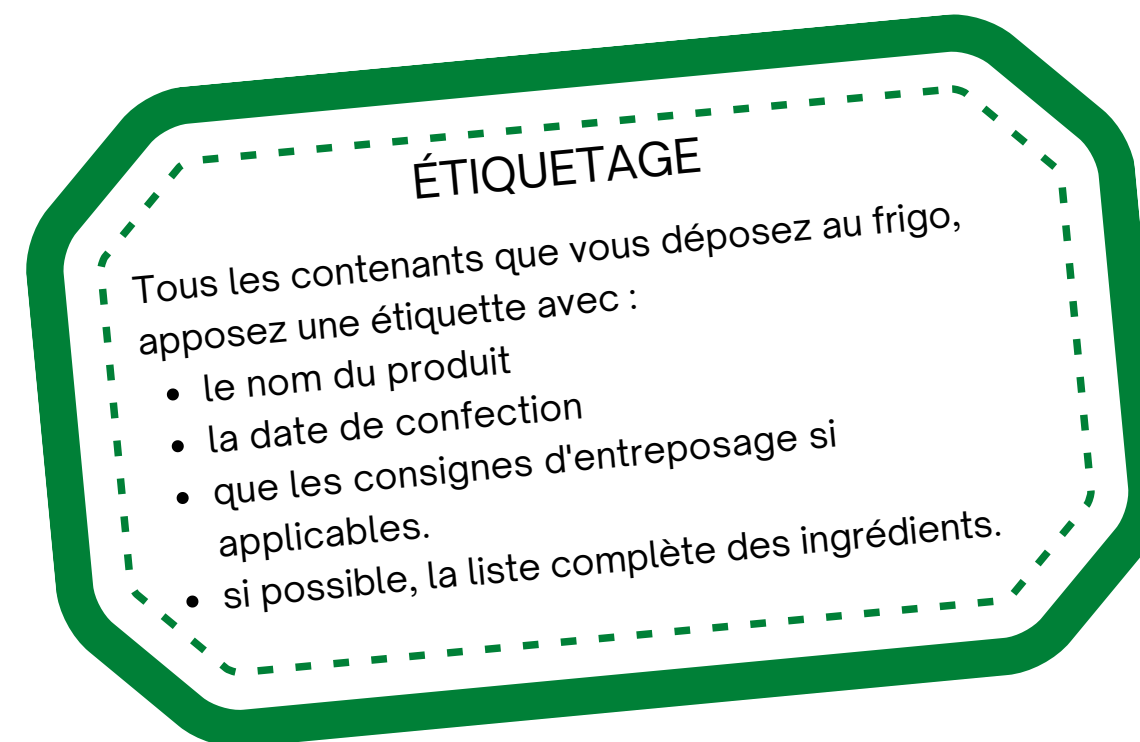 ÉTIQUETAGE
Tous les contenants que vous déposez au frigo,
apposez une étiquette avec :
• le nom du produit
• la date de confection
• que les consignes d'entreposage si
applicables.
• si possible, la liste complète des ingrédients.